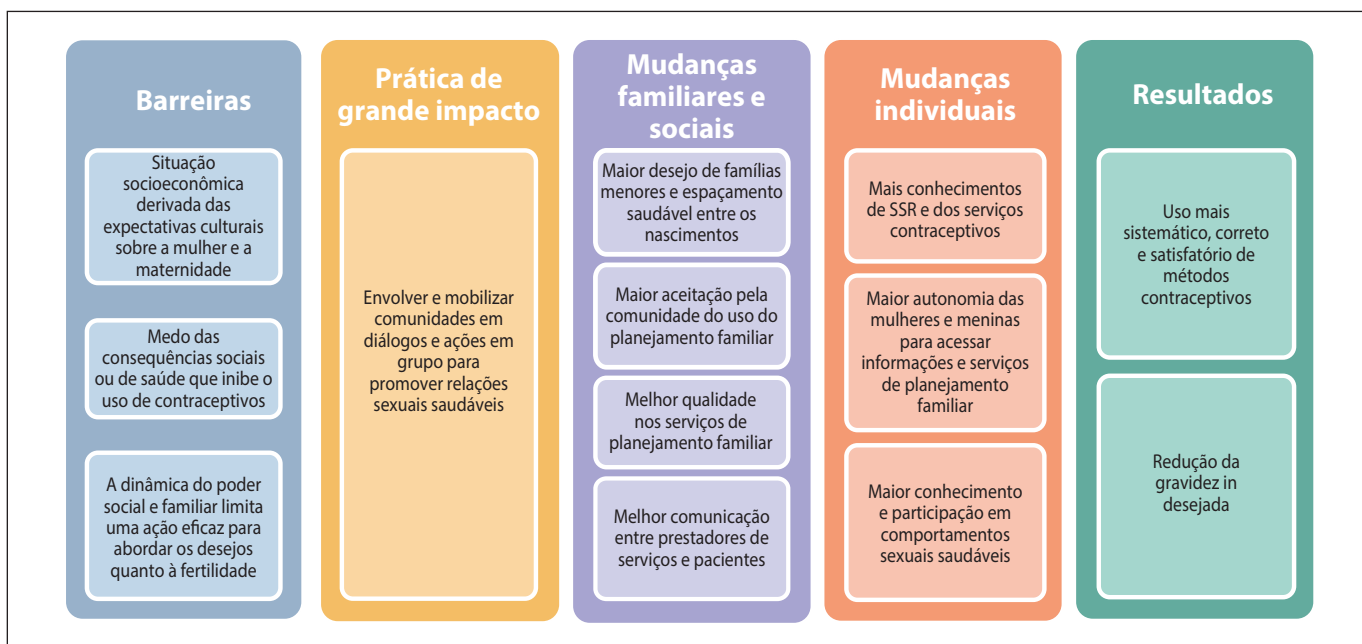 Barreiras
Situação
socioeconômica
derivada das
expectativas culturais
sobre a mulher e a
maternidade
Medo das
consequências sociais
ou de saúde que inibe o
uso de contraceptivos
A dinâmica do poder
social e familiar limita
uma ação eficaz para
abordar os desejos
quanto à fertilidade
Prática de
grande impacto
Envolver e mobilizar
comunidades em
diálogos e ações em
grupo para
promover relações
sexuais saudáveis
Mudanças
familiares e
sociais
Maior desejo de famílias
menores e espaçamento
saudável entre os
nascimentos
Maior aceitação pela
comunidade do uso do
planejamento familiar
Melhor qualidade
nos serviços de
planejamento familiar
Melhor comunicação
entre prestadores de
serviços e pacientes
Mudanças
individuais
Mais conhecimentos
de SSR e dos serviços
contraceptivos
Maior autonomia das
mulheres e meninas
para acessar
informações e serviços
de planejamento
familiar
Maior conhecimento
e participação em
comportamentos
sexuais saudáveis
Resultados
Uso mais
sistemático, correto
e satisfatório de
métodos
contraceptivos
Redução da
gravidez in
desejada